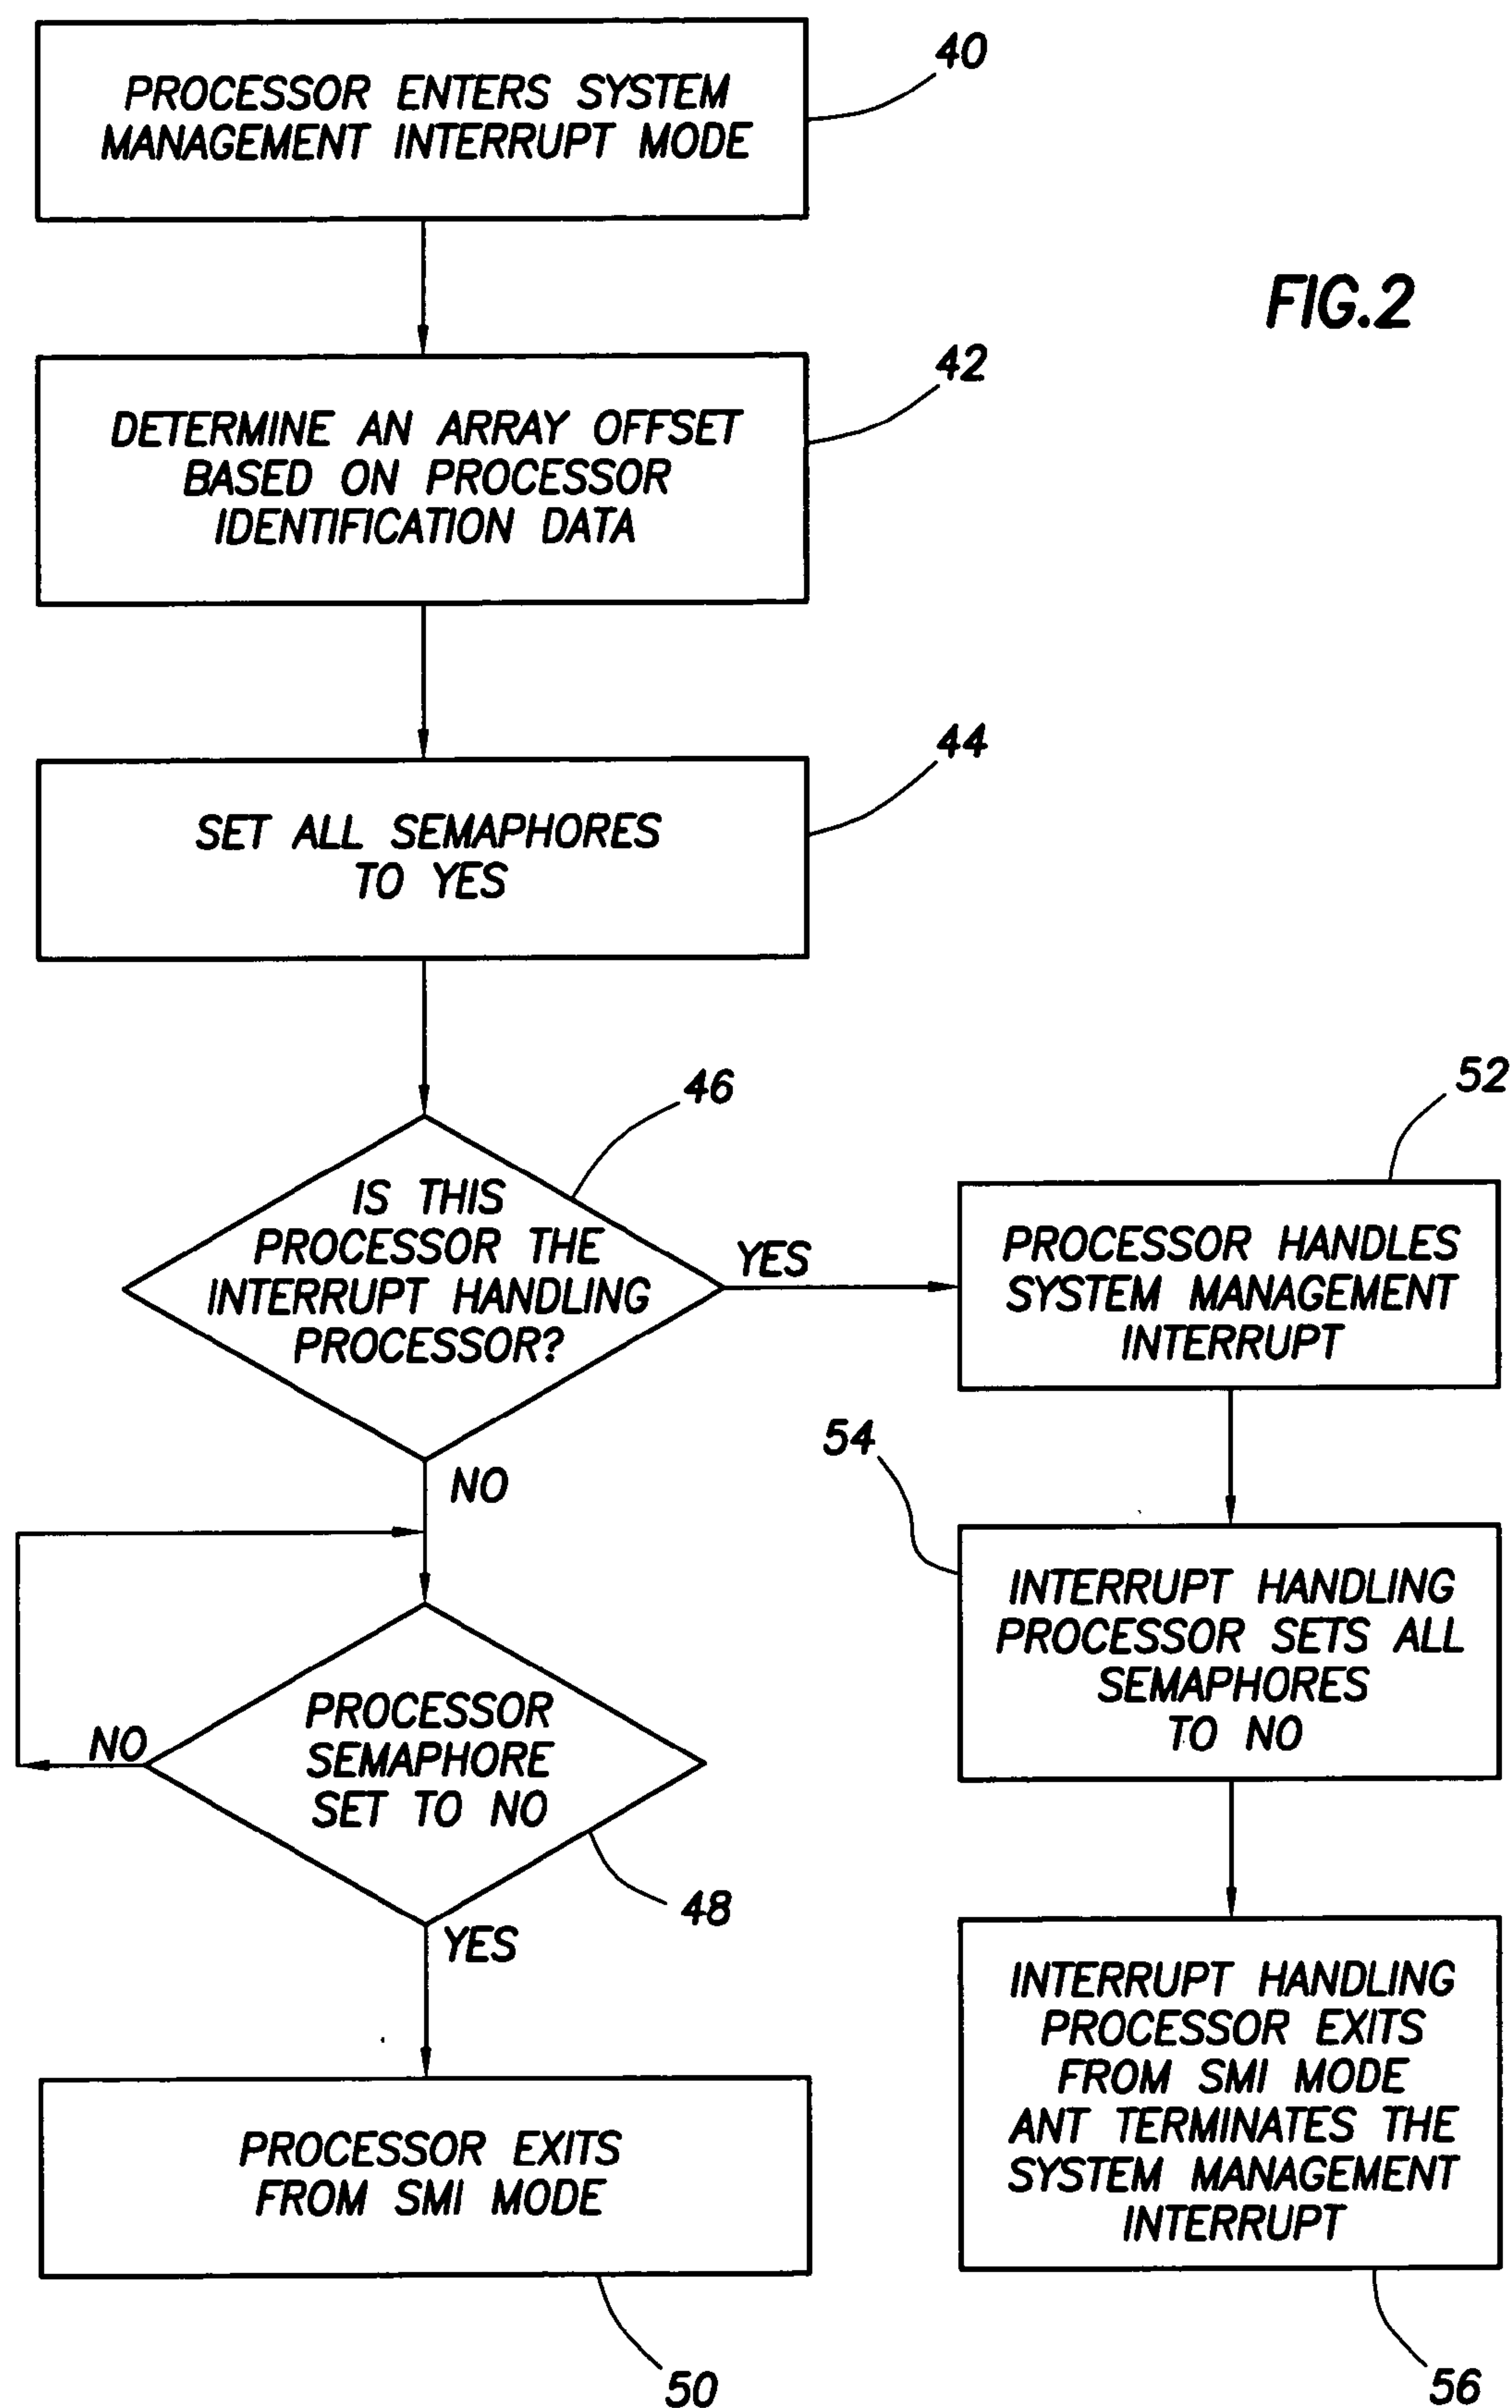 PROCESSOR ENTERS SYSTEM
MANAGEMENT INTERRUPT MODE
40
FIG.2
DETERMINE AN ARRAY OFFSET
BASED ON PROCESSOR
IDENTIFICATION DATA
42
SET ALL SEMAPHORES
TO YES
44
IS THIS
PROCESSOR THE
INTERRUPT HANDLING
PROCESSOR?
46
YES
NO
PROCESSOR HANDLES
SYSTEM MANAGEMENT
INTERRUPT
52
INTERRUPT HANDLING
PROCESSOR SETS ALL
SEMAPHORES
TO NO
54
PROCESSOR
SEMAPHORE
SET TO NO
48
NO
YES
INTERRUPT HANDLING
PROCESSOR EXITS
FROM SMI MODE
ANT TERMINATES THE
SYSTEM MANAGEMENT
INTERRUPT
56
PROCESSOR EXITS
FROM SMI MODE
50